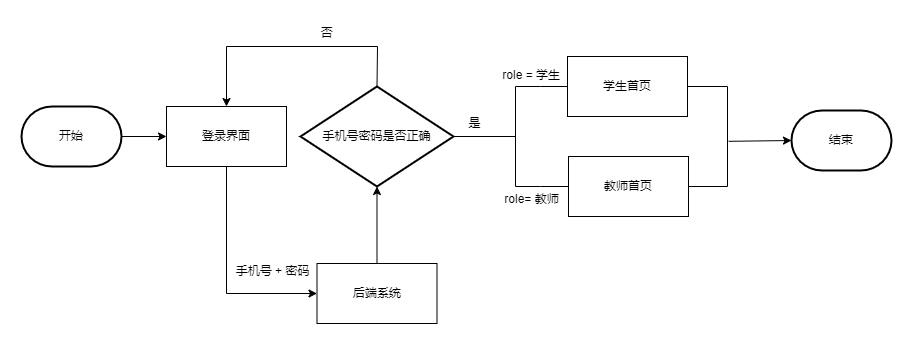 否
role = 学生
学生首页
开始
登录界面
手机号密码是否正确
是
结束
教师首页
role= 教师
手机号 + 密码
后端系统